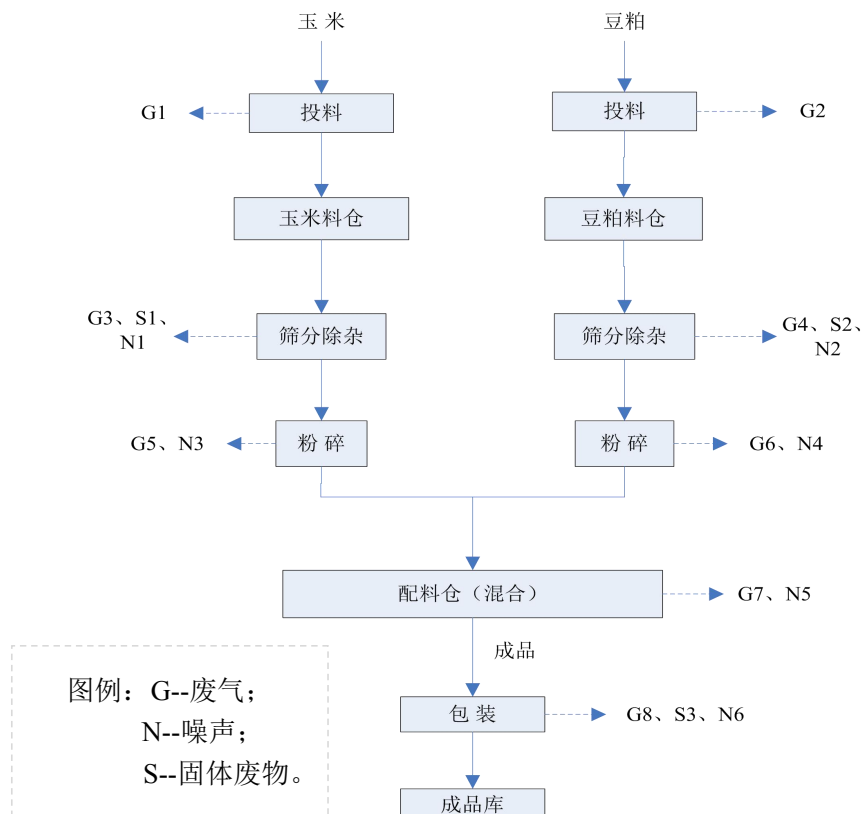 玉 米
豆粕
G1
投料
投料
G2
玉米料仓
豆粕料仓
G3、S1、
N1
筛分除杂
筛分除杂
G4、S2、
N2
G5、N3
粉 碎
粉 碎
G6、N4
配料仓（混合）
G7、N5
成品
包 装
G8、S3、N6
成品库
图例：G--废气；
N--噪声；
S--固体废物。